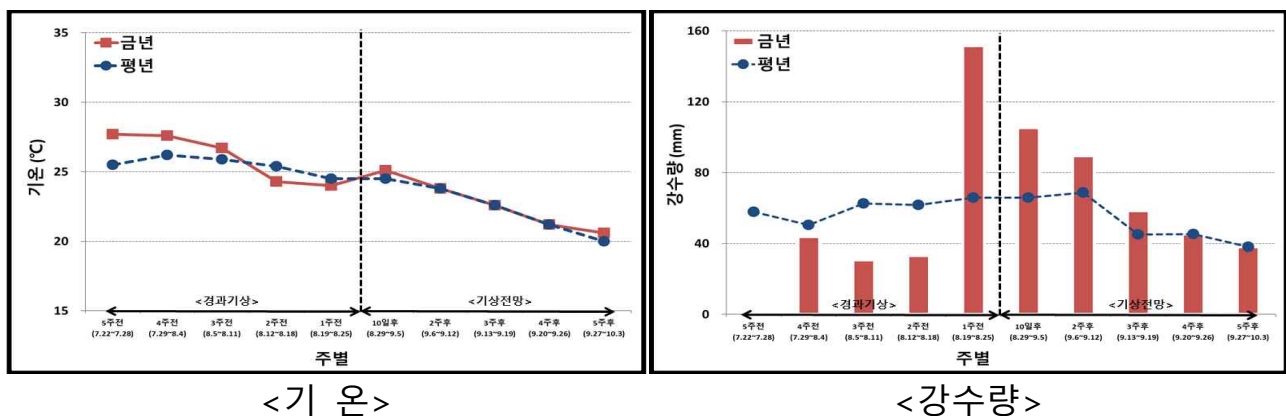 금년
평년
35
30
25
20
15
기온 (℃)
<경과기상>
<기상전망>
5주전 4주전 3주전 2주전 1주전 10일후 2주후 3주후 4주후 5주후
(7.22~7.28) (7.29~8.4) (8.5~8.11) (8.12~8.18) (8.19~8.25) (8.29~9.5) (9.6~9.12) (9.13~9.19) (9.20~9.26) (9.27~10.3)
주별
<기 온>
금년
평년
160
120
80
40
0
강수량 (mm)
<경과기상>
<기상전망>
5주전 4주전 3주전 2주전 1주전 10일후 2주후 3주후 4주후 5주후
(7.22~7.28) (7.29~8.4) (8.5~8.11) (8.12~8.18) (8.19~8.25) (8.29~9.5) (9.6~9.12) (9.13~9.19) (9.20~9.26) (9.27~10.3)
주별
<강수량>